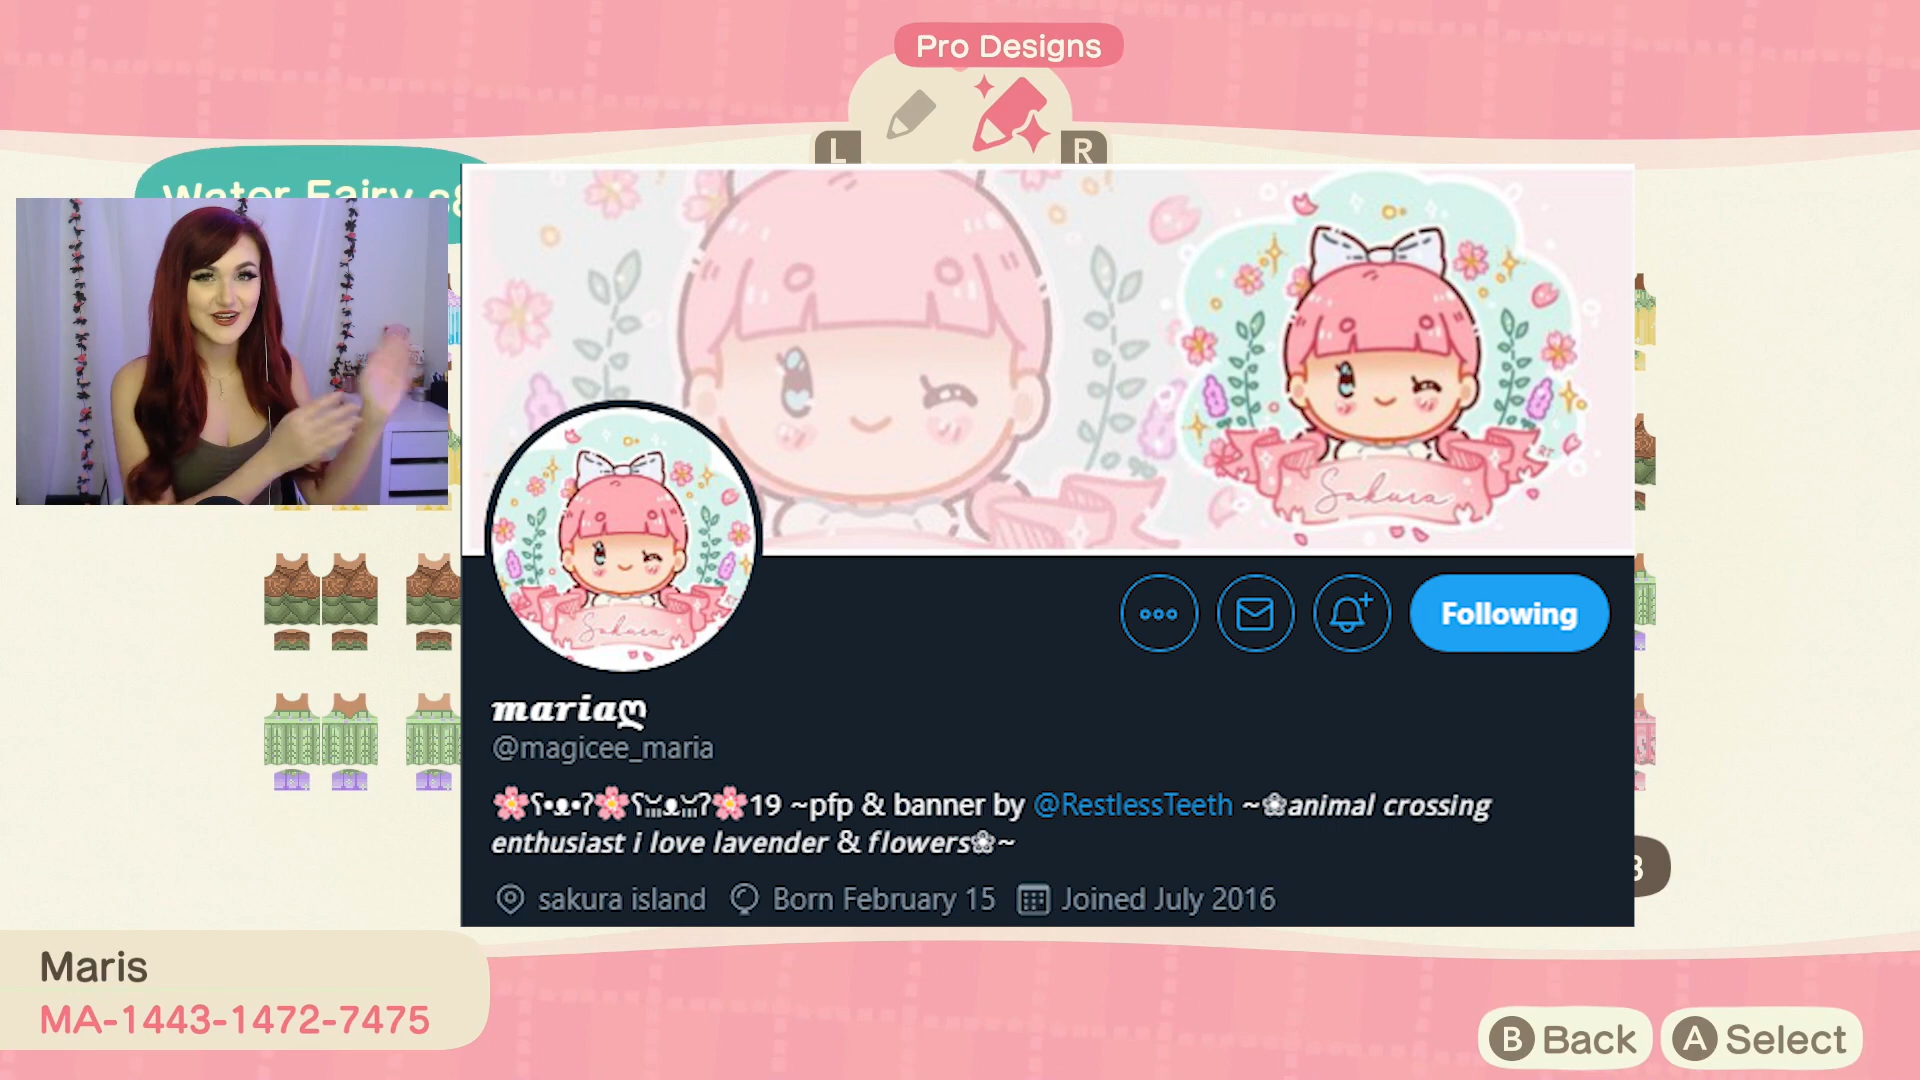 Pro Designs
L
R
Water Fairy
Sakura
Sakura
Following
mariaღ
@magicee_maria
🌸ʕ•ᴥ•ʔ🌸ʕ¨̮ᴥ¨̮ʔ🌸19 ~pfp & banner by @RestlessTeeth ~❀animal crossing
enthusiast i love lavender & flowers❀~
sakura island Born February 15 Joined July 2016
Maris
MA-1443-1472-7475
B Back A Select